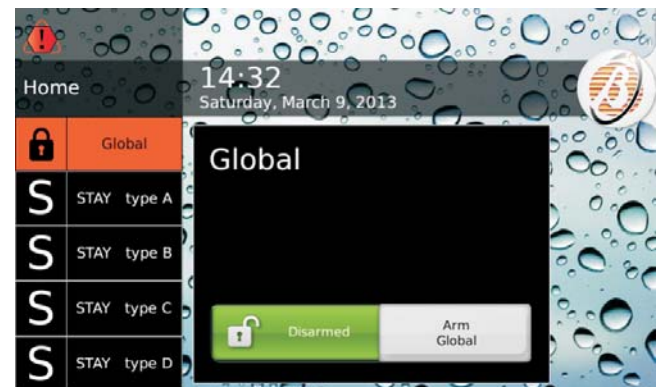 Home
14:32
Saturday, March 9, 2013
Global
S STAY type A
S STAY type B
S STAY type C
S STAY type D
Global
Disarmed
Arm
Global